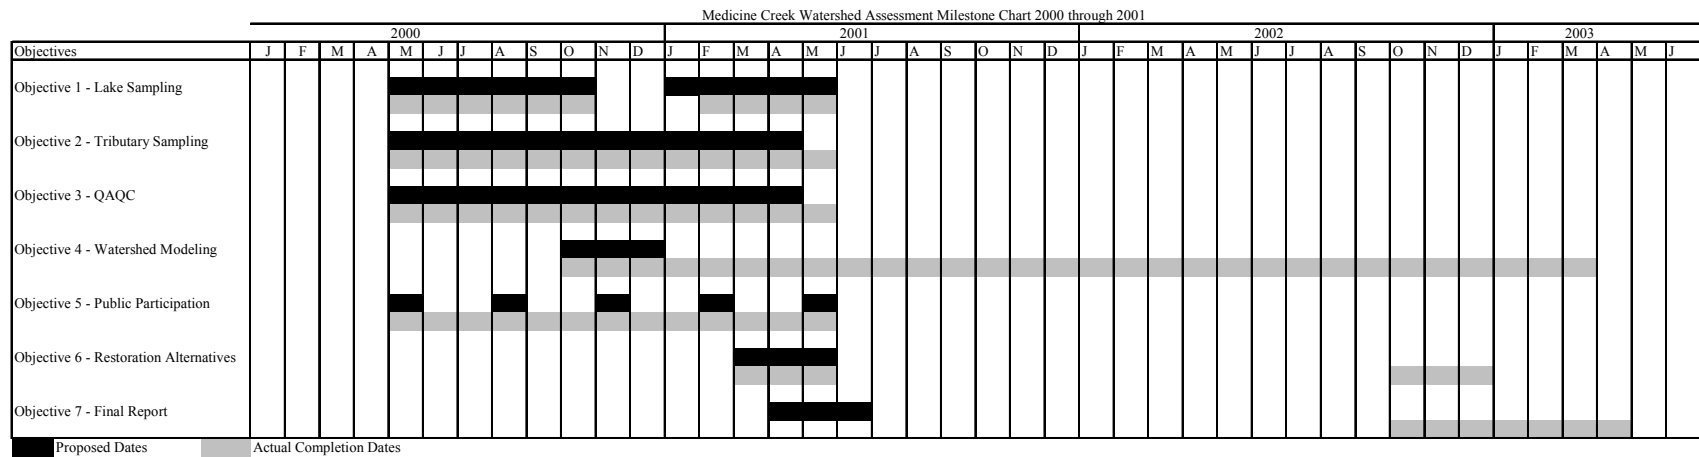 Medicine Creek Watershed Assessment Milestone Chart 2000 through 2001
2000 2001 2002 2003
Objectives J F M A M J J A S O N D J F M A M J J A S O N D J F M A M J J A S O N D J F M A M J
Objective 1 - Lake Sampling
Objective 2 - Tributary Sampling
Objective 3 - QAQC
Objective 4 - Watershed Modeling
Objective 5 - Public Participation
Objective 6 - Restoration Alternatives
Objective 7 - Final Report
Proposed Dates Actual Completion Dates